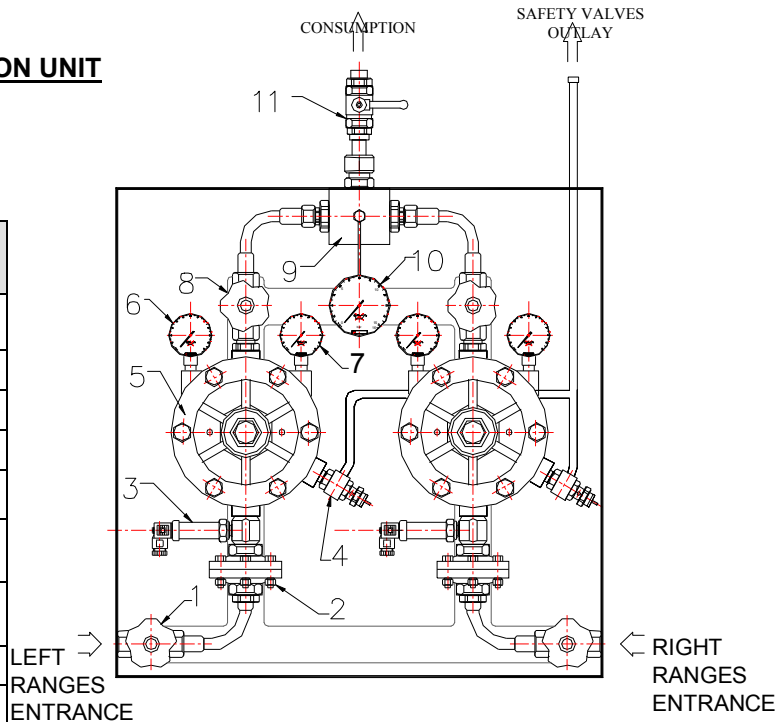 CONSUMPTION
SAFETY VALVES
OUTLAY
ON UNIT
11
9
10
8
6
7
5
3
4
1
2
LEFT
RANGES
ENTRANCE
RIGHT
RANGES
ENTRANCE